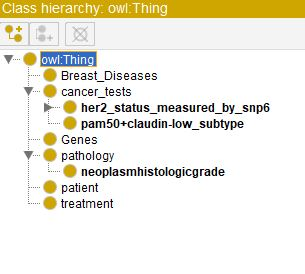 Class hierarchy: owl:Thing
owl:Thing
Breast_Diseases
cancer_tests
her2_status_measured_by_snp6
pam50+claudin-low_subtype
Genes
pathology
neoplasmhistologicgrade
patient
treatment